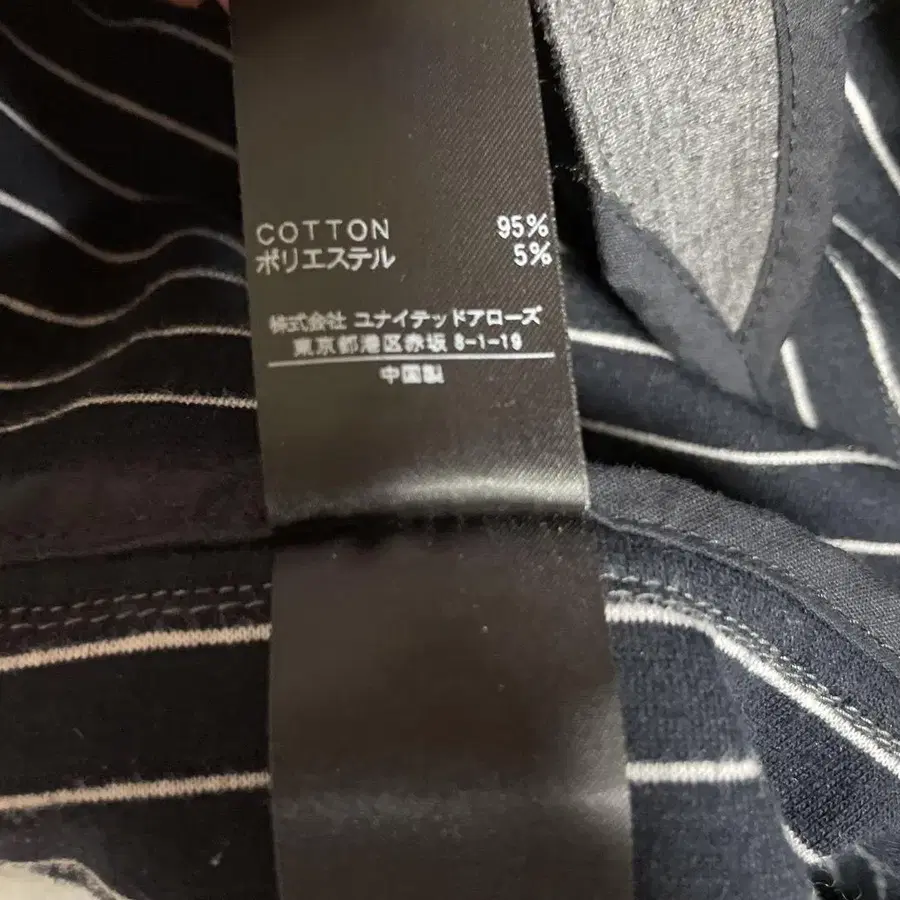 COTTON 95%
ポリエステル 5%
株式会社 ユナイテッドアローズ
東京都港区赤坂 8-1-19
中国製